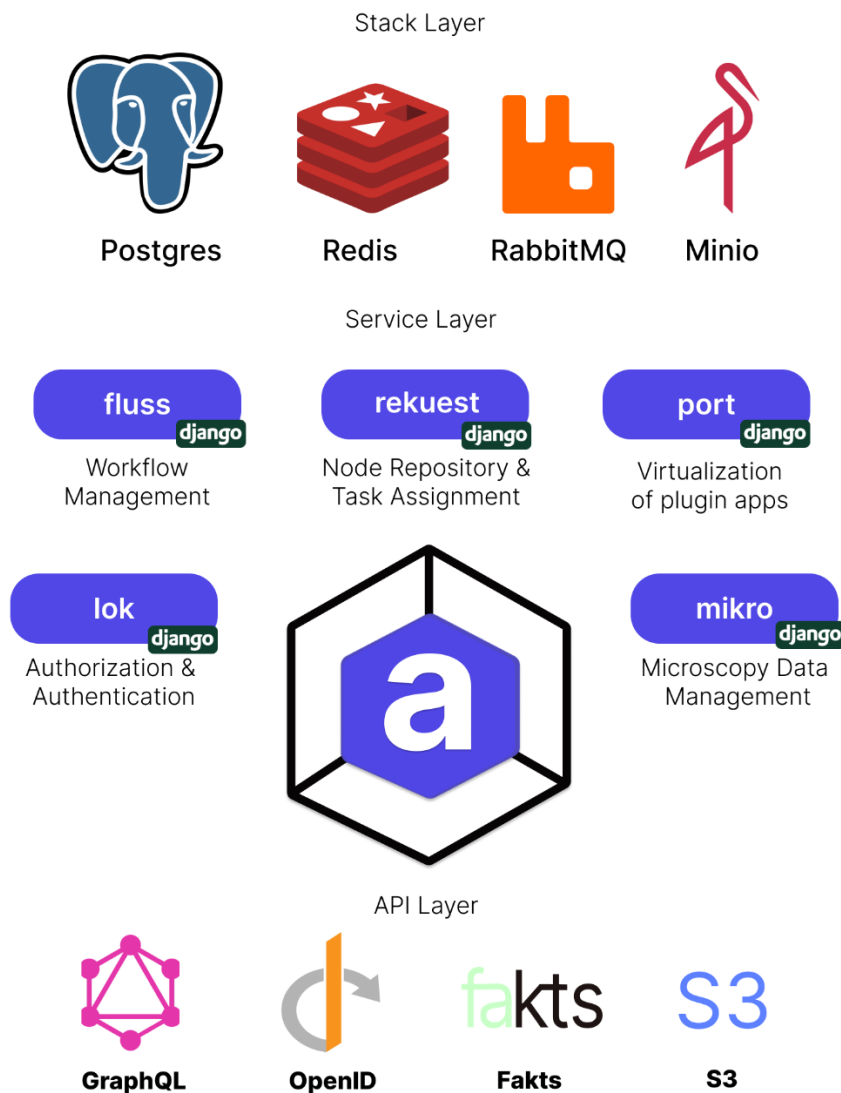 Stack Layer
Postgres
Redis
RabbitMQ
Minio
Service Layer
fluss
django
rekuest
django
port
django
Workflow
Management
Node Repository &
Task Assignment
Virtualization
of plugin apps
lok
django
mikro
django
Authorization &
Authentication
Microscopy Data
Management
a
API Layer
fakts
S3
GraphQL
OpenID
Fakts
S3